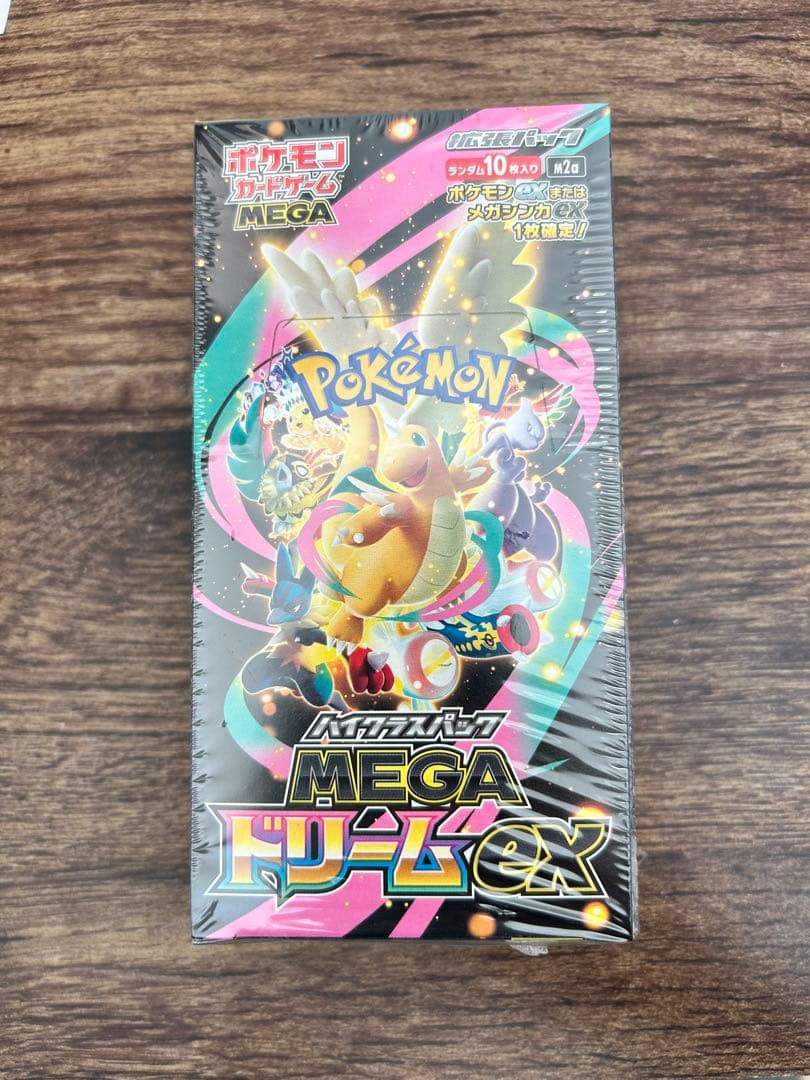 ポケモン
カードゲーム
MEGA
拡張パック
ランダム10枚入り
M2a
ポケモンexまたは
メガシンカex
1枚確定!
POKéMON
TM
ハイクラスパック
MEGA
ドリームex